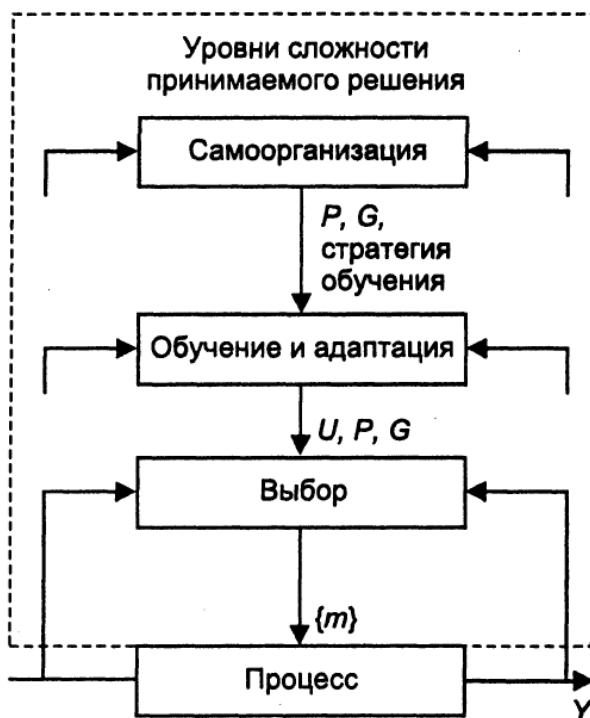 Уровни сложности
принимаемого решения
Самоорганизация
P, G,
стратегия
обучения
Обучение и адаптация
U, P, G
Выбор
{m}
Процесс
Y